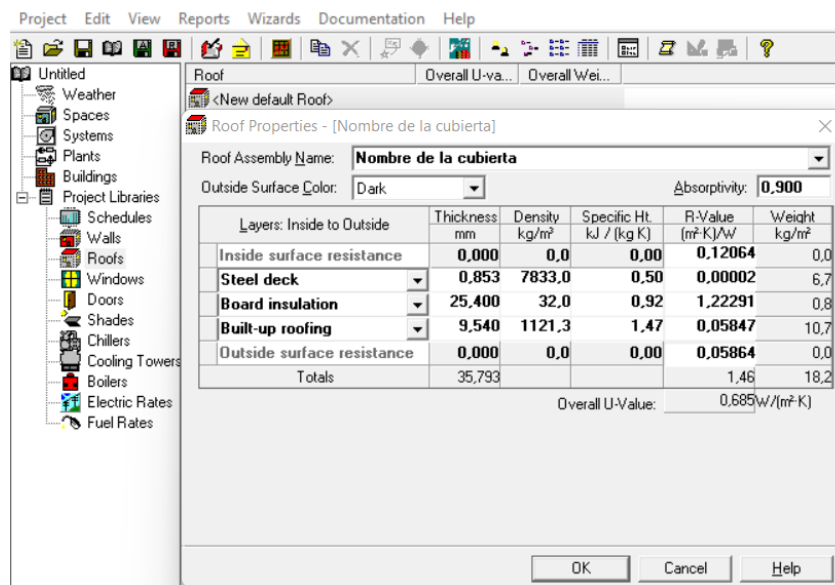 Project Edit View Reports Wizards Documentation Help
Untitled
Weather
Spaces
Systems
Plants
Buildings
Project Libraries
Schedules
Walls
Roofs
Windows
Doors
Shades
Chillers
Cooling Towers
Boilers
Electric Rates
Fuel Rates
Roof Overall U-va... Overall Wei...
<New default Roof>
Roof Properties - [Nombre de la cubierta]
Roof Assembly Name: Nombre de la cubierta
Outside Surface Color: Dark Absorptivity: 0,900
Layers: Inside to Outside Thickness mm Density kg/m³ Specific Ht. kJ / (kg K) R-Value (m²·K)/W Weight kg/m²
Inside surface resistance 0,000 0,0 0,00 0,12064 0,0
Steel deck 0,853 7833,0 0,50 0,00002 6,7
Board insulation 25,400 32,0 0,92 1,22291 0,8
Built-up roofing 9,540 1121,3 1,47 0,05847 10,7
Outside surface resistance 0,000 0,0 0,00 0,05864 0,0
Totals 35,793 1,46 18,2
Overall U-Value: 0,685 W/(m²·K)
OK Cancel Help